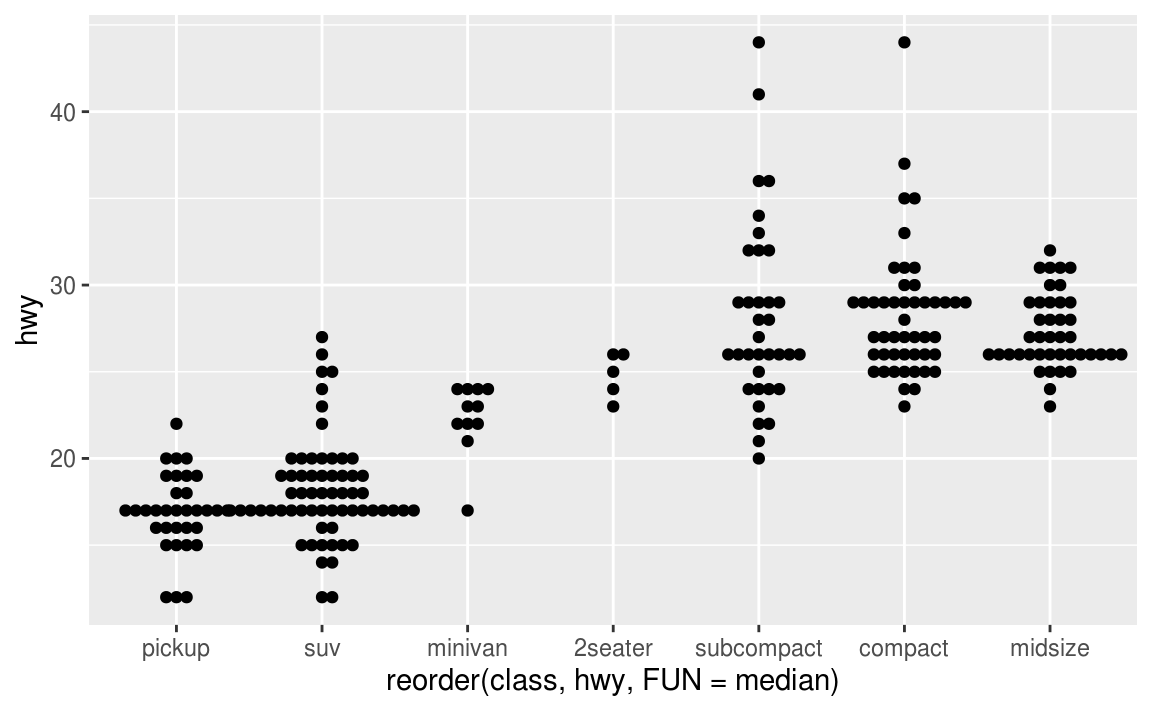 hwy
40
30
20
pickup suv minivan 2seater subcompact compact midsize
reorder(class, hwy, FUN = median)